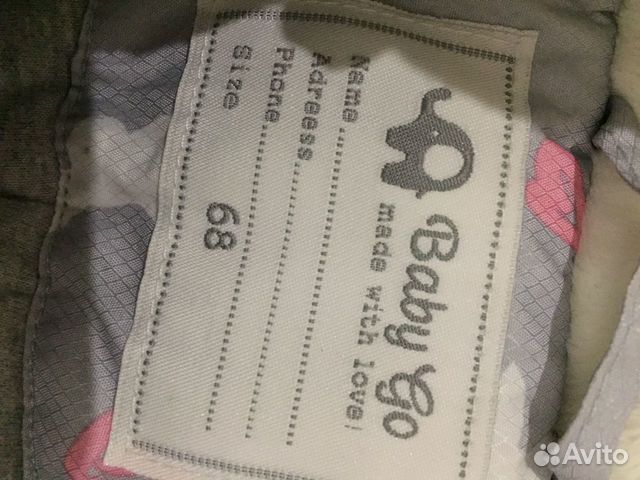 Baby Go
made with love!
Name
Adreess
Phone
Size 68
Avito